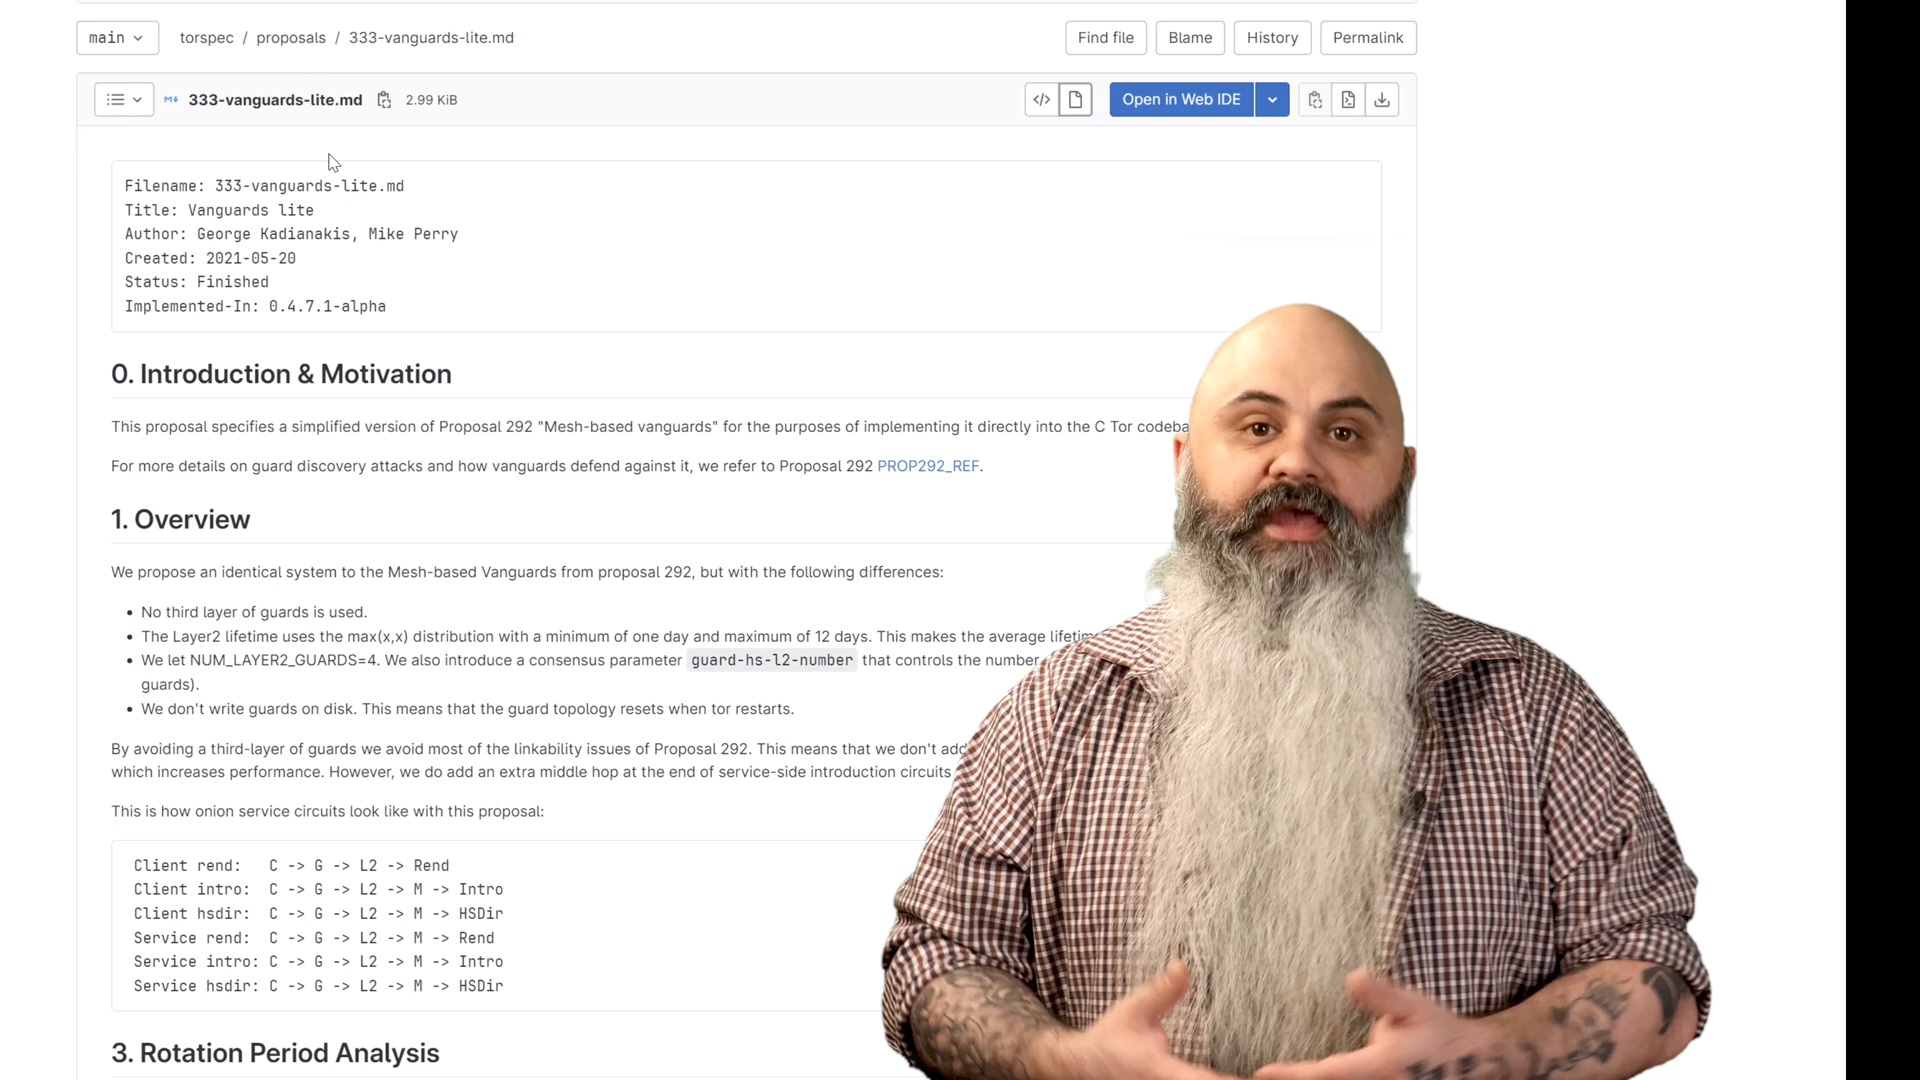 main
torspec / proposals / 333-vanguards-lite.md
Find file
Blame
History
Permalink
333-vanguards-lite.md
2.99 KiB
Open in Web IDE
Filename: 333-vanguards-lite.md
Title: Vanguards lite
Author: George Kadianakis, Mike Perry
Created: 2021-05-20
Status: Finished
Implemented-In: 0.4.7.1-alpha
0. Introduction & Motivation
This proposal specifies a simplified version of Proposal 292 "Mesh-based vanguards" for the purposes of implementing it directly into the C Tor
For more details on guard discovery attacks and how vanguards defend against it, we refer to Proposal 292 PROP292_REF.
1. Overview
We propose an identical system to the Mesh-based Vanguards from proposal 292, but with the following differences:
• No third layer of guards is used.
• The Layer2 lifetime uses the max(x,x) distribution with a minimum of one day and maximum of 12 days. This makes the average
• We let NUM_LAYER2_GUARDS=4. We also introduce a consensus parameter guard-hs-l2-number that controls the number
guards).
• We don't write guards on disk. This means that the guard topology resets when tor restarts.
By avoiding a third-layer of guards we avoid most of the linkability issues of Proposal 292. This means that we don't add
which increases performance. However, we do add an extra middle hop at the end of service-side introduction circuits
This is how onion service circuits look like with this proposal:
Client rend: C -> G -> L2 -> Rend
Client intro: C -> G -> L2 -> M -> Intro
Client hsdir: C -> G -> L2 -> M -> HSDir
Service rend: C -> G -> L2 -> M -> Rend
Service intro: C -> G -> L2 -> M -> Intro
Service hsdir: C -> G -> L2 -> M -> HSDir
3. Rotation Period Analysis